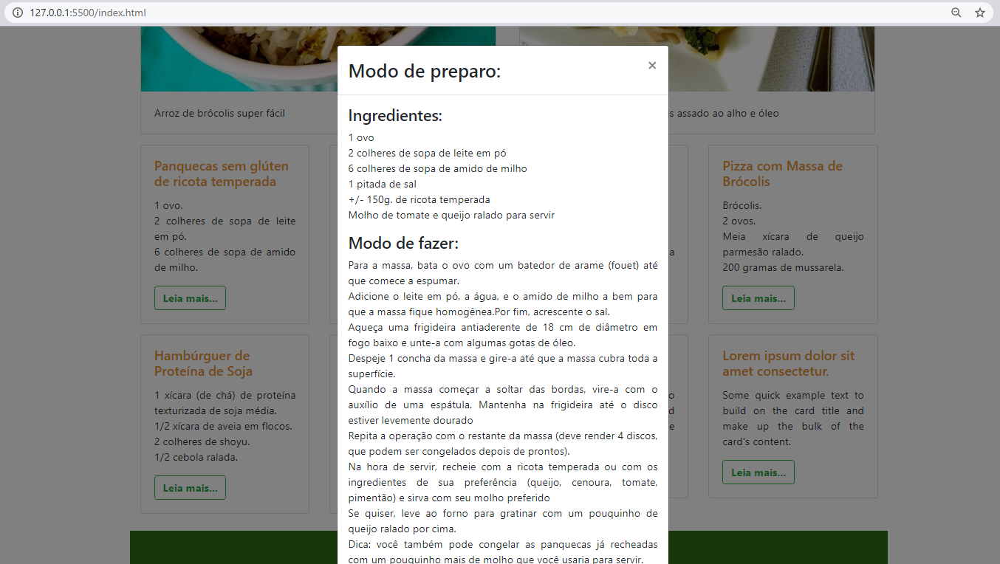 127.0.0.1:5500/index.html
Modo de preparo:
×
Ingredientes:
1 ovo
2 colheres de sopa de leite em pó
6 colheres de sopa de amido de milho
1 pitada de sal
+/- 150g. de ricota temperada
Molho de tomate e queijo ralado para servir
Modo de fazer:
Para a massa, bata o ovo com um batedor de arame (fouet) até
que comece a espumar.
Adicione o leite em pó, a água, e o amido de milho a bem para
que a massa fique homogênea.Por fim, acrescente o sal.
Aqueça uma frigideira antiaderente de 18 cm de diâmetro em
fogo baixo e unte-a com algumas gotas de óleo.
Despeje 1 concha da massa e gire-a até que a massa cubra toda a
superfície.
Quando a massa começar a soltar das bordas, vire-a com o
auxílio de uma espátula. Mantenha na frigideira até o disco
estiver levemente dourado
Repita a operação com o restante da massa (deve render 4 discos,
que podem ser congelados depois de prontos).
Na hora de servir, recheie com a ricota temperada ou com os
ingredientes de sua preferência (queijo, cenoura, tomate,
pimentão) e sirva com seu molho preferido
Se quiser, leve ao forno para gratinar com um pouquinho de
queijo ralado por cima.
Dica: você também pode congelar as panquecas já recheadas
com um pouquinho mais de molho que você usaria para servir.
Arroz de brócolis super fácil
s assado ao alho e óleo
Panquecas sem glúten
de ricota temperada
1 ovo.
2 colheres de sopa de leite
em pó.
6 colheres de sopa de amido
de milho.
Leia mais...
a
Pizza com Massa de
Brócolis
Brócolis.
2 ovos.
Meia xícara de queijo
parmesão ralado.
200 gramas de mussarela.
Leia mais...
Hambúrguer de
Proteína de Soja
1 xícara (de chá) de proteína
texturizada de soja média.
1/2 xícara de aveia em flocos.
2 colheres de shoyu.
1/2 cebola ralada.
Leia mais...
o
d
e
Lorem ipsum dolor sit
amet consectetur.
Some quick example text to
build on the card title and
make up the bulk of the
card's content.
Leia mais...